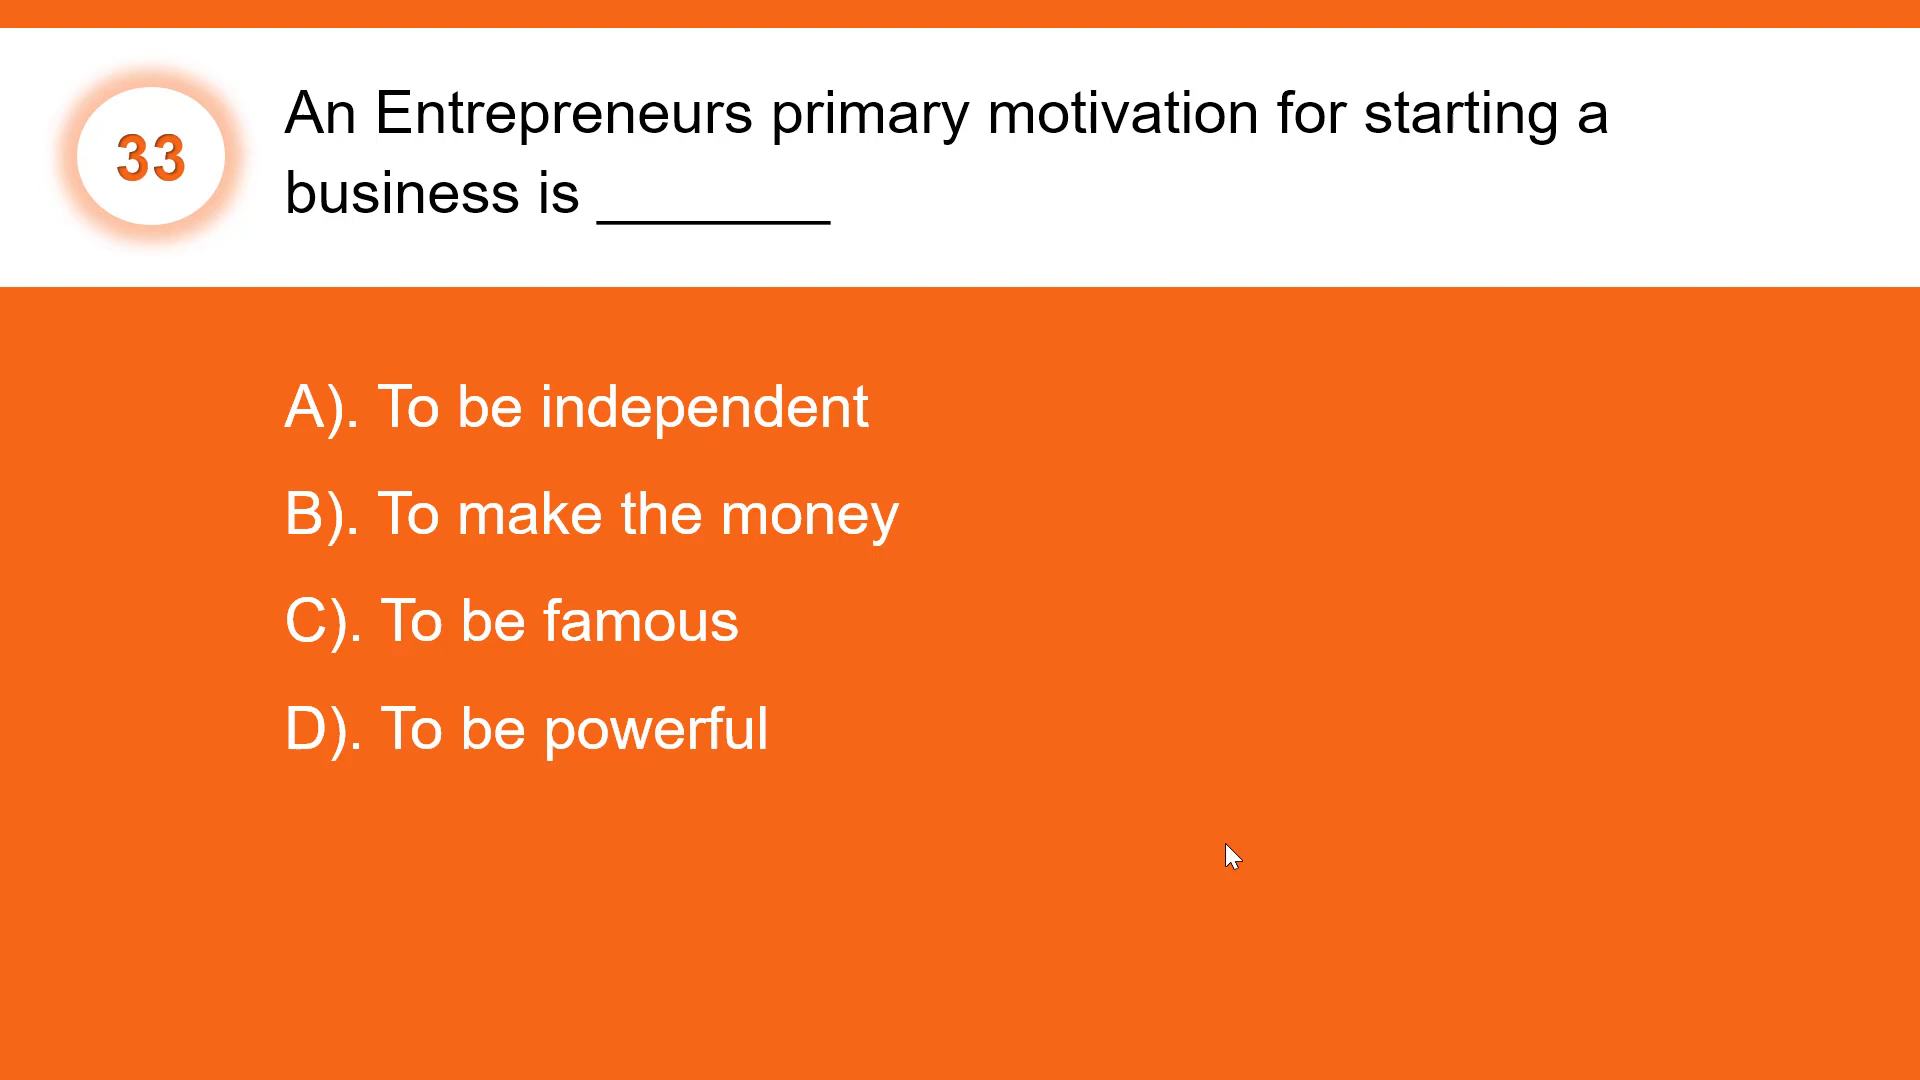 33
An Entrepreneurs primary motivation for starting a
business is ________
A). To be independent
B). To make the money
C). To be famous
D). To be powerful